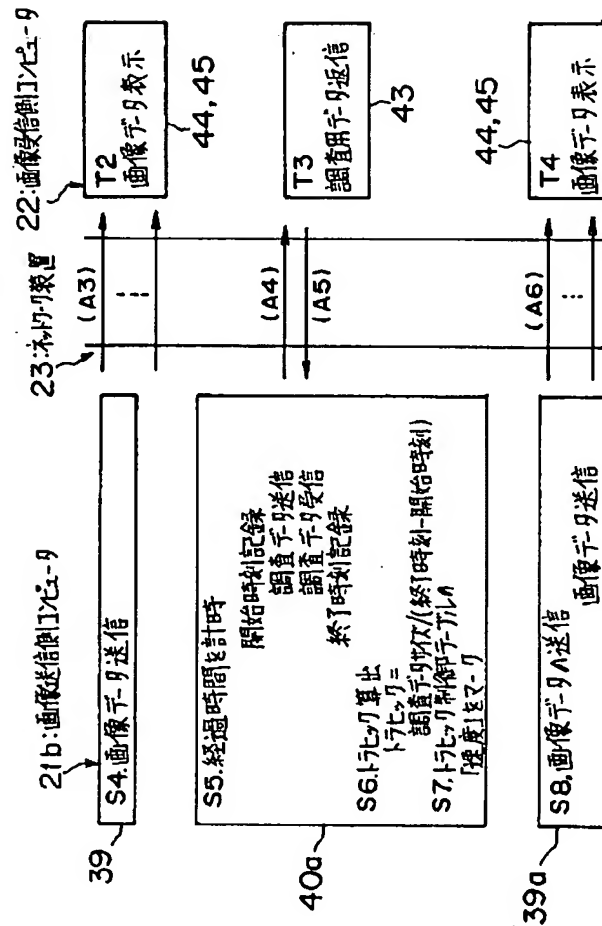 21b:画像送信側コンピュータ
23:ネットワーク装置
22:画像受信側コンピュータ
39
S4.画像データ送信
(A3)
T2
画像データ表示
44,45
40a
S5.経過時間を計時
開始時刻記録
調査データ送信
調査データ受信
終了時刻記録
S6.トラヒック算出
トラヒック=
調査データサイズ/(終了時刻-開始時刻)
S7.トラヒック制御テーブルへ
「速度」をマーク
(A4)
(A5)
T3
調査用データ返信
43
39a
S8.画像データへ送信
画像データ送信
(A6)
T4
画像データ表示
44,45